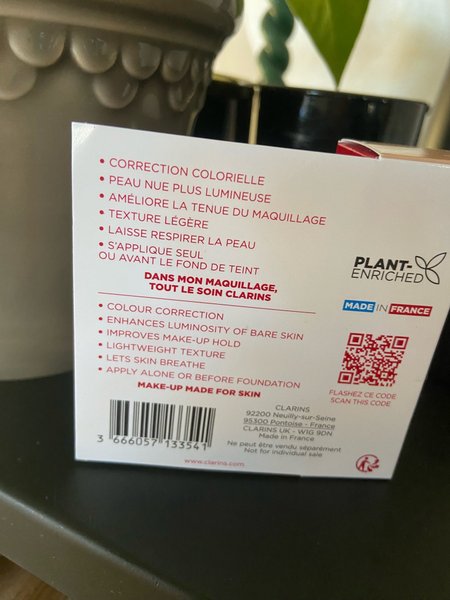 • CORRECTION COLORIELLE
• PEAU NUE PLUS LUMINEUSE
• AMÉLIORE LA TENUE DU MAQUILLAGE
• TEXTURE LÉGÈRE
• LAISSE RESPIRER LA PEAU
• S'APPLIQUE SEUL
OU AVANT LE FOND DE TEINT
DANS MON MAQUILLAGE,
TOUT LE SOIN CLARINS
• COLOUR CORRECTION
• ENHANCES LUMINOSITY OF BARE SKIN
• IMPROVES MAKE-UP HOLD
• LIGHTWEIGHT TEXTURE
• LETS SKIN BREATHE
• APPLY ALONE OR BEFORE FOUNDATION
MAKE-UP MADE FOR SKIN
3 666057 133541
www.clarins.com
PLANT-
ENRICHED
MADE IN FRANCE
FLASHEZ CE CODE
SCAN THIS CODE
CLARINS
92200 Neuilly-sur-Seine
95300 Pontoise - France
CLARINS UK - W1G 9DN
Made in France
Ne peut être vendu séparément
Not for individual sale